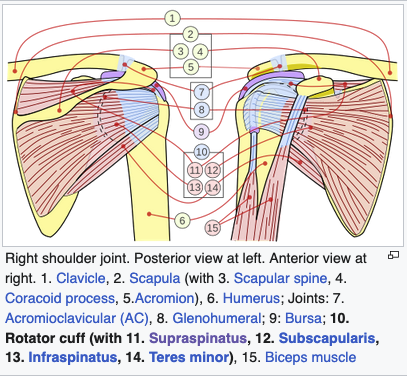 1
2
3 4
5
7
8
9
10
11 12
13 14
6
15
Right shoulder joint. Posterior view at left. Anterior view at
right. 1. Clavicle, 2. Scapula (with 3. Scapular spine, 4.
Coracoid process, 5.Acromion), 6. Humerus; Joints: 7.
Acromioclavicular (AC), 8. Glenohumeral; 9: Bursa; 10.
Rotator cuff (with 11. Supraspinatus, 12. Subscapularis,
13. Infraspinatus, 14. Teres minor), 15. Biceps muscle